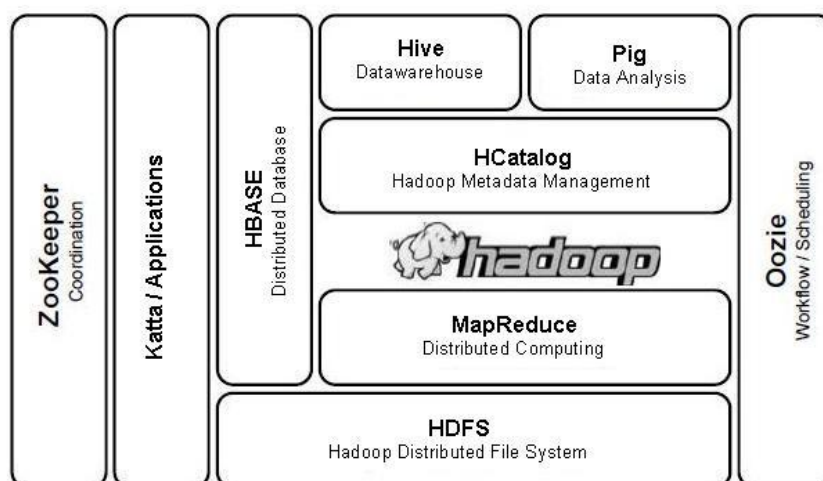 ZooKeeper
Coordination
Katta / Applications
HBASE
Distributed Database
Hive
Datawarehouse
Pig
Data Analysis
HCatalog
Hadoop Metadata Management
hadoop
MapReduce
Distributed Computing
HDFS
Hadoop Distributed File System
Oozie
Workflow / Scheduling